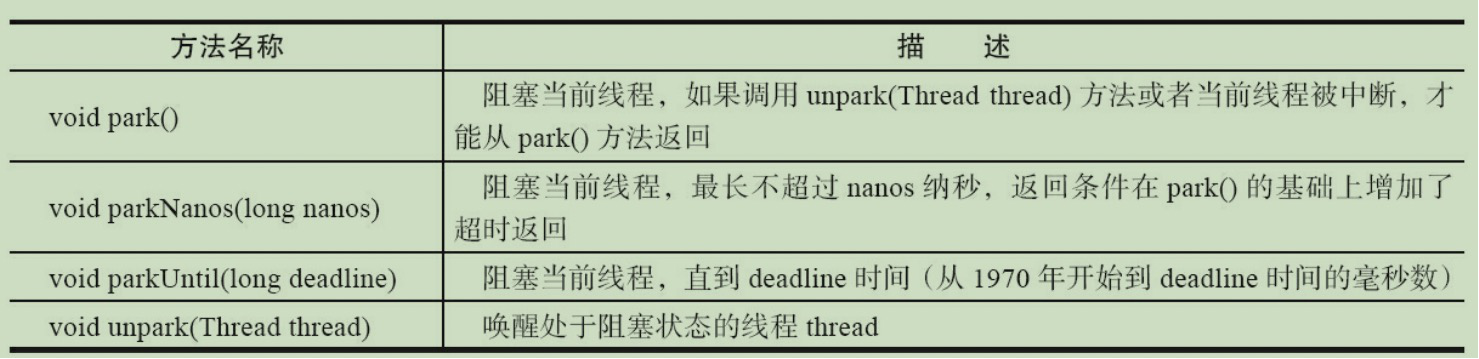 方法名称 描 述
void park()
阻塞当前线程，如果调用 unpark(Thread thread) 方法或者当前线程被中断，才
能从 park() 方法返回
void parkNanos(long nanos)
阻塞当前线程，最长不超过 nanos 纳秒，返回条件在 park() 的基础上增加了
超时返回
void parkUntil(long deadline) 阻塞当前线程，直到 deadline 时间（从 1970 年开始到 deadline 时间的毫秒数）
void unpark(Thread thread) 唤醒处于阻塞状态的线程 thread